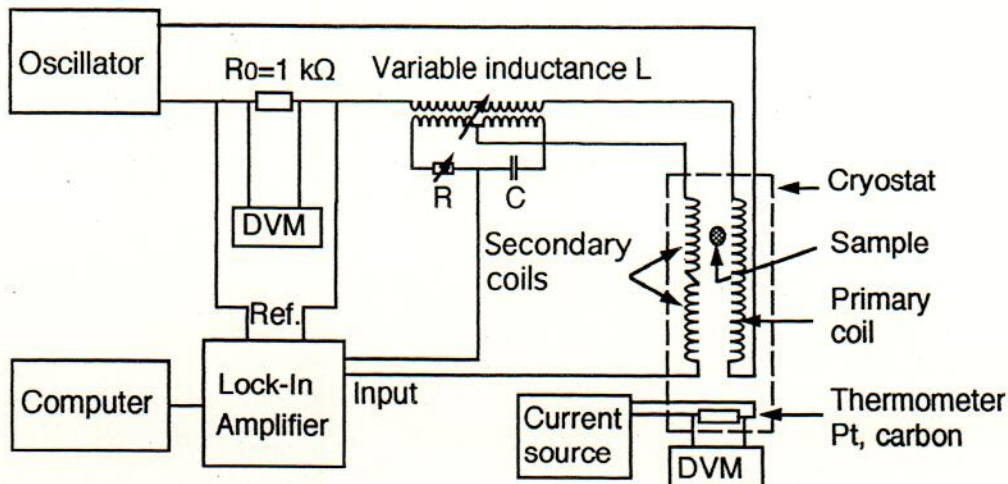 Oscillator
R0=1 kΩ
Variable inductance L
R
C
DVM
Cryostat
Secondary
coils
Sample
Primary
coil
Ref.
Computer
Lock-In
Amplifier
Input
Current
source
Thermometer
Pt, carbon
DVM